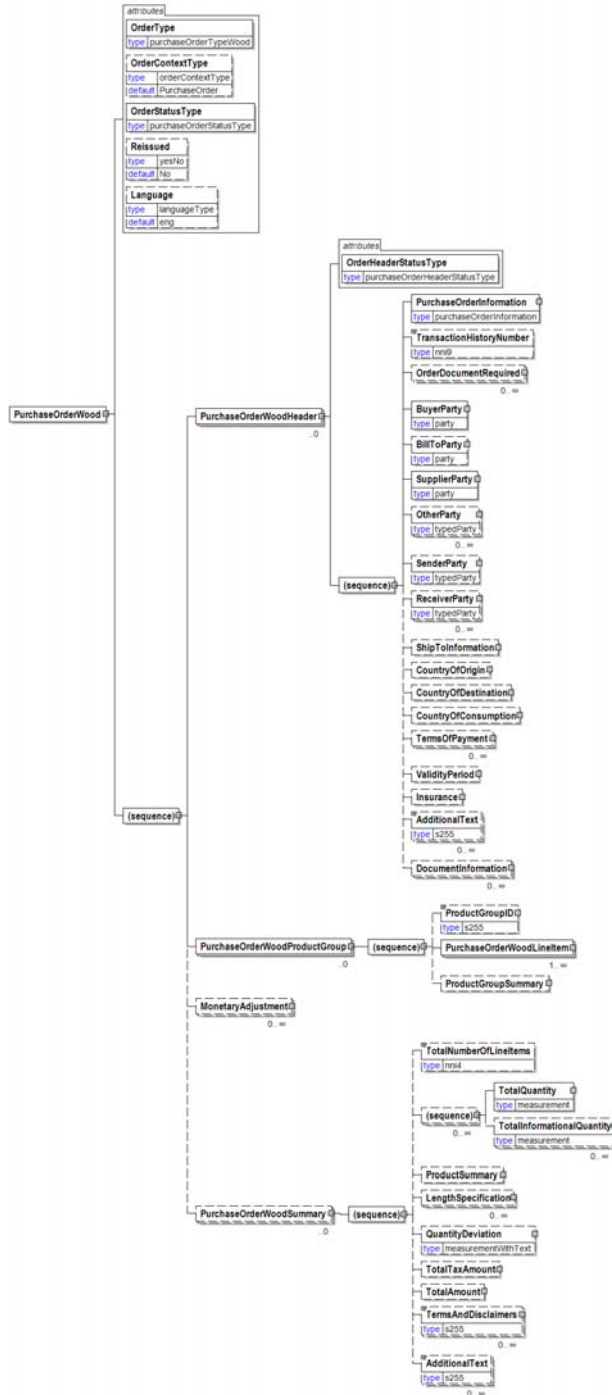 attributes
OrderType
type purchaseOrderTypeWood
OrderContextType
type orderContextType
default PurchaseOrder
OrderStatusType
type purchaseOrderStatusType
Reissued
type yesNo
default No
Language
type languageType
default eng
attributes
OrderHeaderStatusType
type purchaseOrderHeaderStatusType
PurchaseOrderInformation
type purchaseOrderInformation
TransactionHistoryNumber
type nni9
OrderDocumentRequired
0.. ∞
PurchaseOrderWood
PurchaseOrderWoodHeader
..0
BuyerParty
type party
BillToParty
type party
SupplierParty
type party
OtherParty
type typedParty
0.. ∞
SenderParty
type typedParty
(sequence)
ReceiverParty
type typedParty
0.. ∞
ShipToInformation
CountryOfOrigin
CountryOfDestination
CountryOfConsumption
TermsOfPayment
0.. ∞
ValidityPeriod
Insurance
(sequence)
AdditionalText
type s255
0.. ∞
DocumentInformation
0.. ∞
ProductGroupID
type s255
PurchaseOrderWoodProductGroup
..0
(sequence)
PurchaseOrderWoodLineItem
1.. ∞
ProductGroupSummary
MonetaryAdjustment
0.. ∞
TotalNumberOfLineItems
type nni4
(sequence)
0.. ∞
TotalQuantity
type measurement
TotalInformationalQuantity
type measurement
0.. ∞
ProductSummary
LengthSpecification
0.. ∞
PurchaseOrderWoodSummary
..0
(sequence)
QuantityDeviation
type measurementWithText
TotalTaxAmount
TotalAmount
TermsAndDisclaimers
type s255
0.. ∞
AdditionalText
type s255
0.. ∞